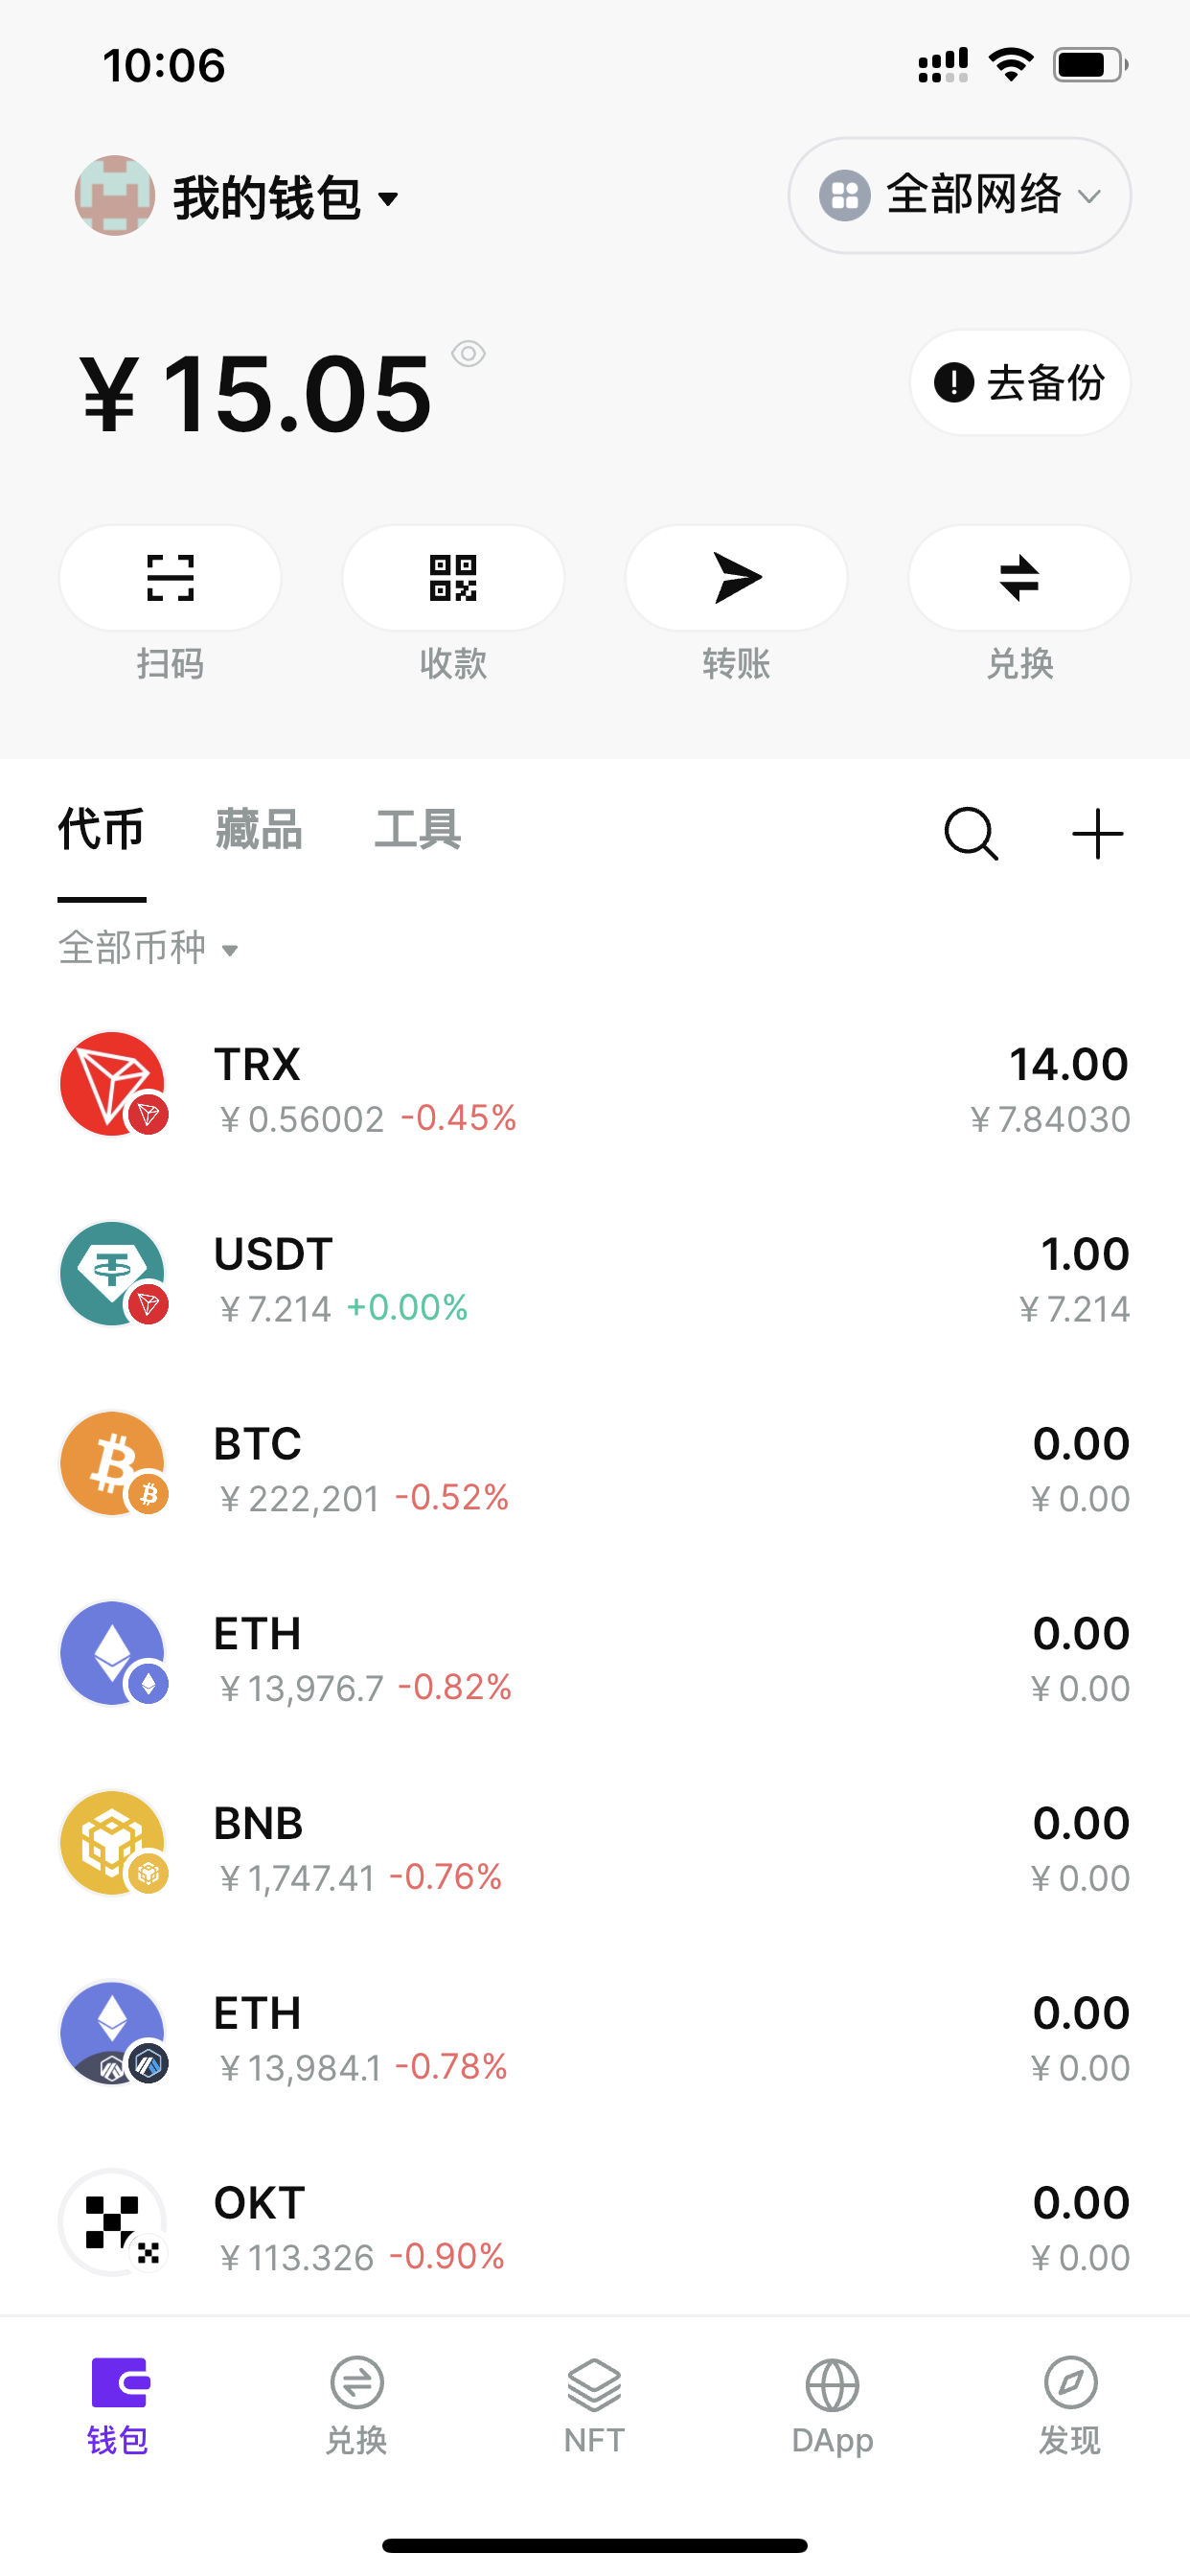 10:06
我的钱包
全部网络
¥ 15.05
去备份
扫码 收款 转账 兑换
代币 藏品 工具
全部币种
TRX 14.00
¥ 0.56002 -0.45% ¥ 7.84030
USDT 1.00
¥ 7.214 +0.00% ¥ 7.214
BTC 0.00
¥ 222,201 -0.52% ¥ 0.00
ETH 0.00
¥ 13,976.7 -0.82% ¥ 0.00
BNB 0.00
¥ 1,747.41 -0.76% ¥ 0.00
ETH 0.00
¥ 13,984.1 -0.78% ¥ 0.00
OKT 0.00
¥ 113.326 -0.90% ¥ 0.00
钱包 兑换 NFT DApp 发现